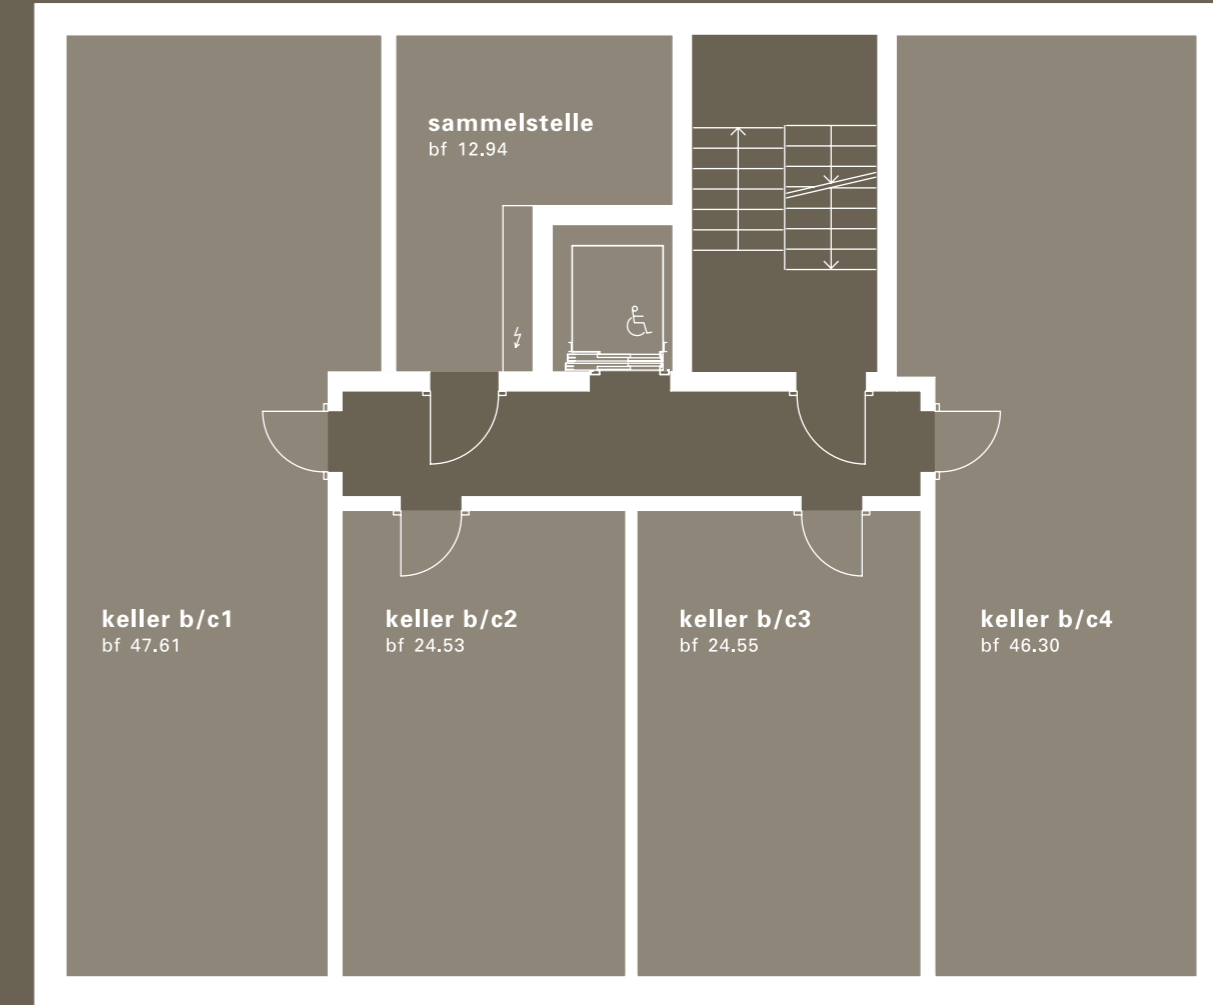 sammelstelle
bf 12.94
keller b/c1
bf 47.61
keller b/c2
bf 24.53
keller b/c3
bf 24.55
keller b/c4
bf 46.30